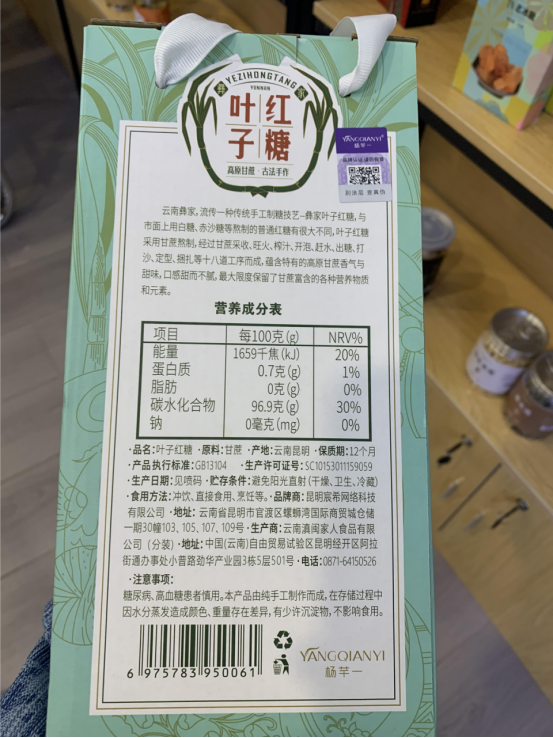 YEZIHONGTANG
YUNNAN
叶子
红糖
高原甘蔗·古法手作
YANGQIANYI
杨芊一
云南彝家，流传一种传统手工制糖技艺--彝家叶子红糖，与
市面上用白糖、赤沙糖等熬制的普通红糖有很大不同，叶子红糖
采用甘蔗熬制，经过甘蔗采收、旺火、榨汁、开泡、赶水、出糖、打
沙、定型、捆扎等十八道工序而成，蕴含特有的高原甘蔗香气与
甜味，口感甜而不腻，最大限度保留了甘蔗富含的各种营养物质
和元素。
营养成分表
项目 每100克(g) NRV%
能量 1659千焦(kJ) 20%
蛋白质 0.7克(g) 1%
脂肪 0克(g) 0%
碳水化合物 96.9克(g) 30%
钠 0毫克(mg) 0%
·品名：叶子红糖 ·原料：甘蔗 ·产地：云南昆明 ·保质期：12个月
·产品执行标准：GB13104 ·生产许可证号：SC10153011159059
·生产日期：见喷码 ·贮存条件：避免阳光直射(干燥、卫生、冷藏)
·食用方法：冲饮、直接食用、烹饪等。·品牌商：昆明宸希网络科技
有限公司 ·地址：云南省昆明市官渡区螺蛳湾国际商贸城仓储
一期30幢103、105、107、109号 ·生产商：云南滇闽家人食品有限
公司（分装）·地址：中国(云南)自由贸易试验区昆明经开区阿拉
街道办事处小普路劲华产业园3栋5层501号 ·电话：0871-64150526
·注意事项：
糖尿病、高血糖患者慎用。本产品由纯手工制作而成，在存储过程中
因水分蒸发造成颜色、重量存在差异，有少许沉淀物，不影响食用。
6 975783 950061
YANGQIANYI
杨芊一